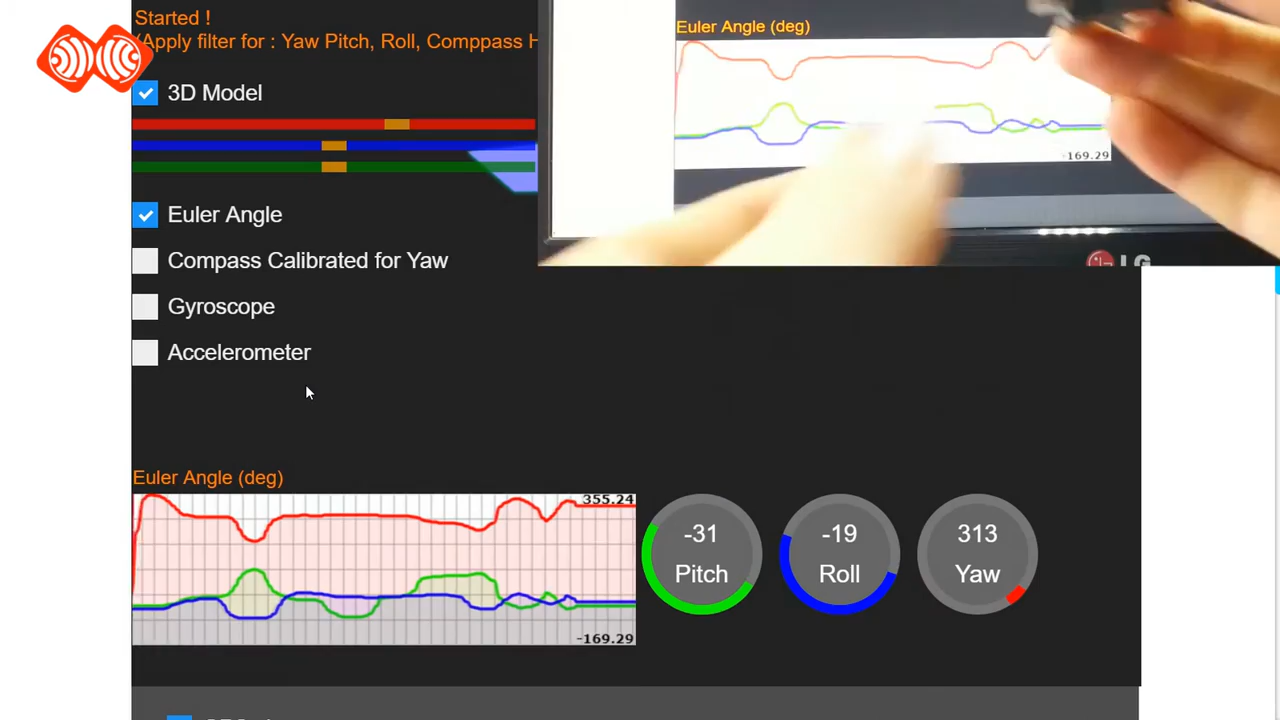 Started !
(Apply filter for : Yaw Pitch, Roll, Comppass H
3D Model
Euler Angle
Compass Calibrated for Yaw
Gyroscope
Accelerometer
Euler Angle (deg)
-169.29
LG
Euler Angle (deg)
355.24
-169.29
-31
Pitch
-19
Roll
313
Yaw